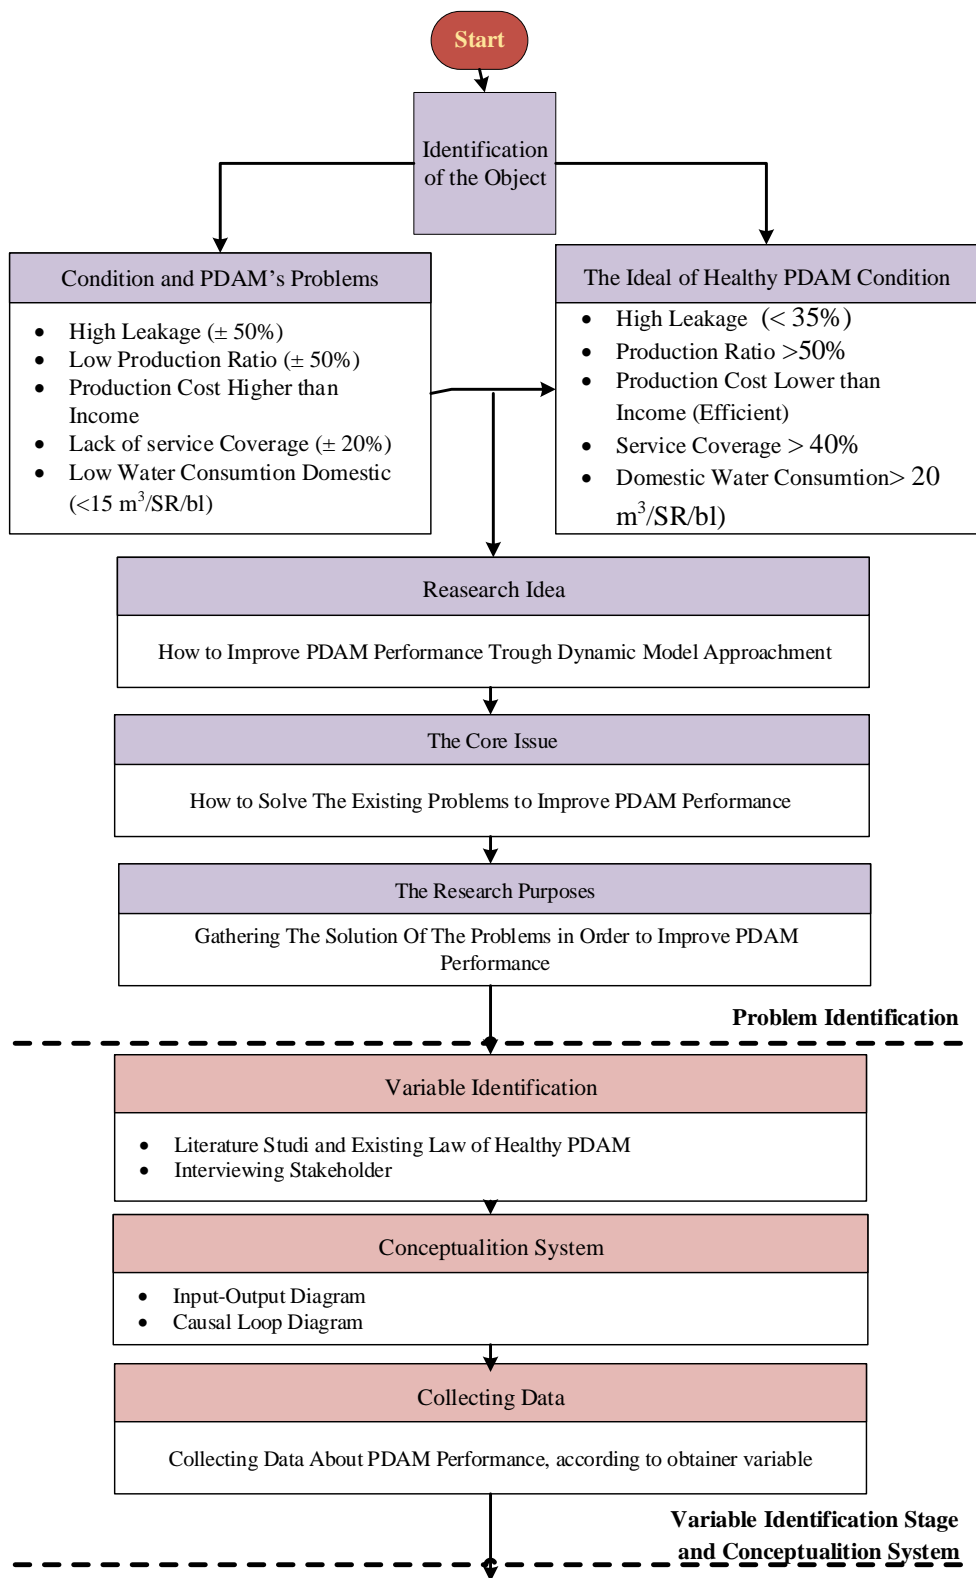 Start
Identification
of the Object
Condition and PDAM’s Problems
• High Leakage (± 50%)
• Low Production Ratio (± 50%)
• Production Cost Higher than
Income
• Lack of service Coverage (± 20%)
• Low Water Consumtion Domestic
(<15 m³/SR/bl)
The Ideal of Healthy PDAM Condition
• High Leakage (< 35%)
• Production Ratio >50%
• Production Cost Lower than
Income (Efficient)
• Service Coverage > 40%
• Domestic Water Consumtion> 20
m³/SR/bl)
Reasearch Idea
How to Improve PDAM Performance Trough Dynamic Model Approachment
The Core Issue
How to Solve The Existing Problems to Improve PDAM Performance
The Research Purposes
Gathering The Solution Of The Problems in Order to Improve PDAM
Performance
Problem Identification
Variable Identification
• Literature Studi and Existing Law of Healthy PDAM
• Interviewing Stakeholder
Conceptualition System
• Input-Output Diagram
• Causal Loop Diagram
Collecting Data
Collecting Data About PDAM Performance, according to obtainer variable
Variable Identification Stage
and Conceptualition System